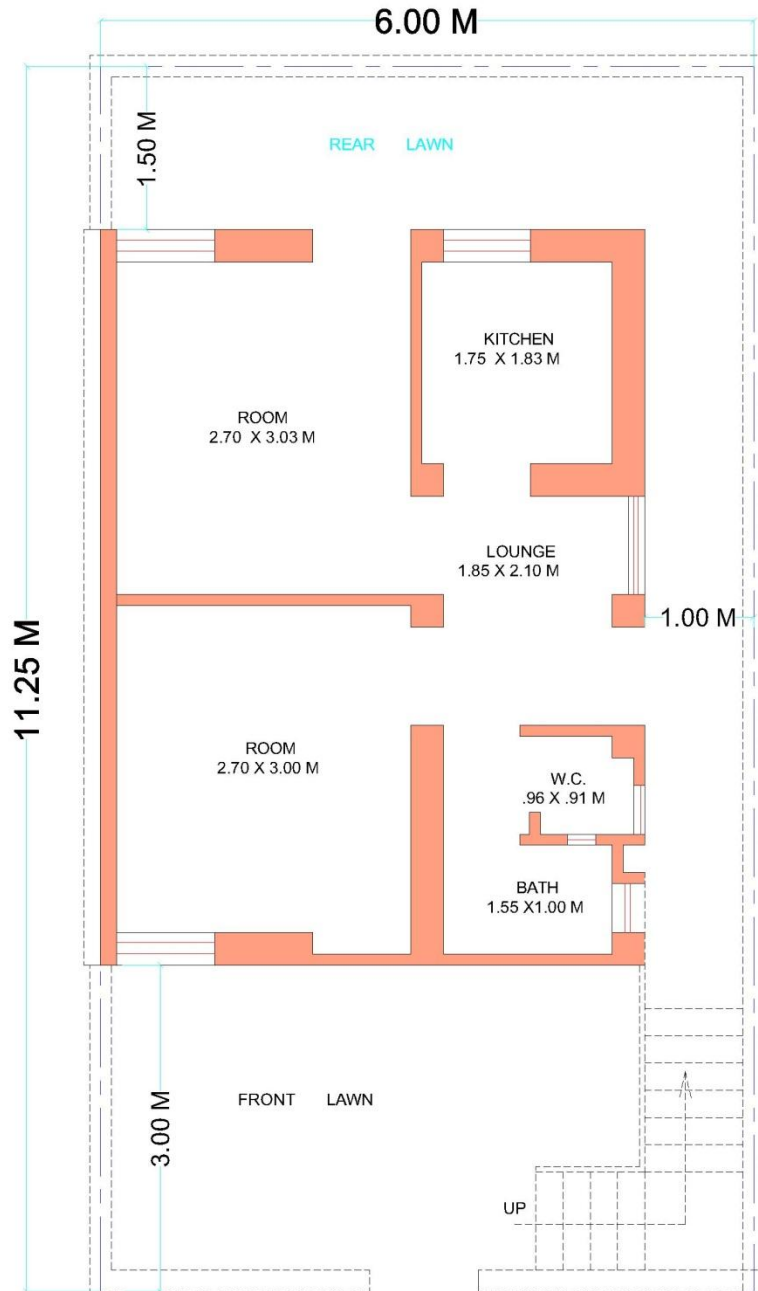 6.00 M
1.50 M
REAR LAWN
KITCHEN
1.75 X 1.83 M
ROOM
2.70 X 3.03 M
LOUNGE
1.85 X 2.10 M
1.00 M
11.25 M
ROOM
2.70 X 3.00 M
W.C.
.96 X .91 M
BATH
1.55 X1.00 M
3.00 M
FRONT LAWN
UP